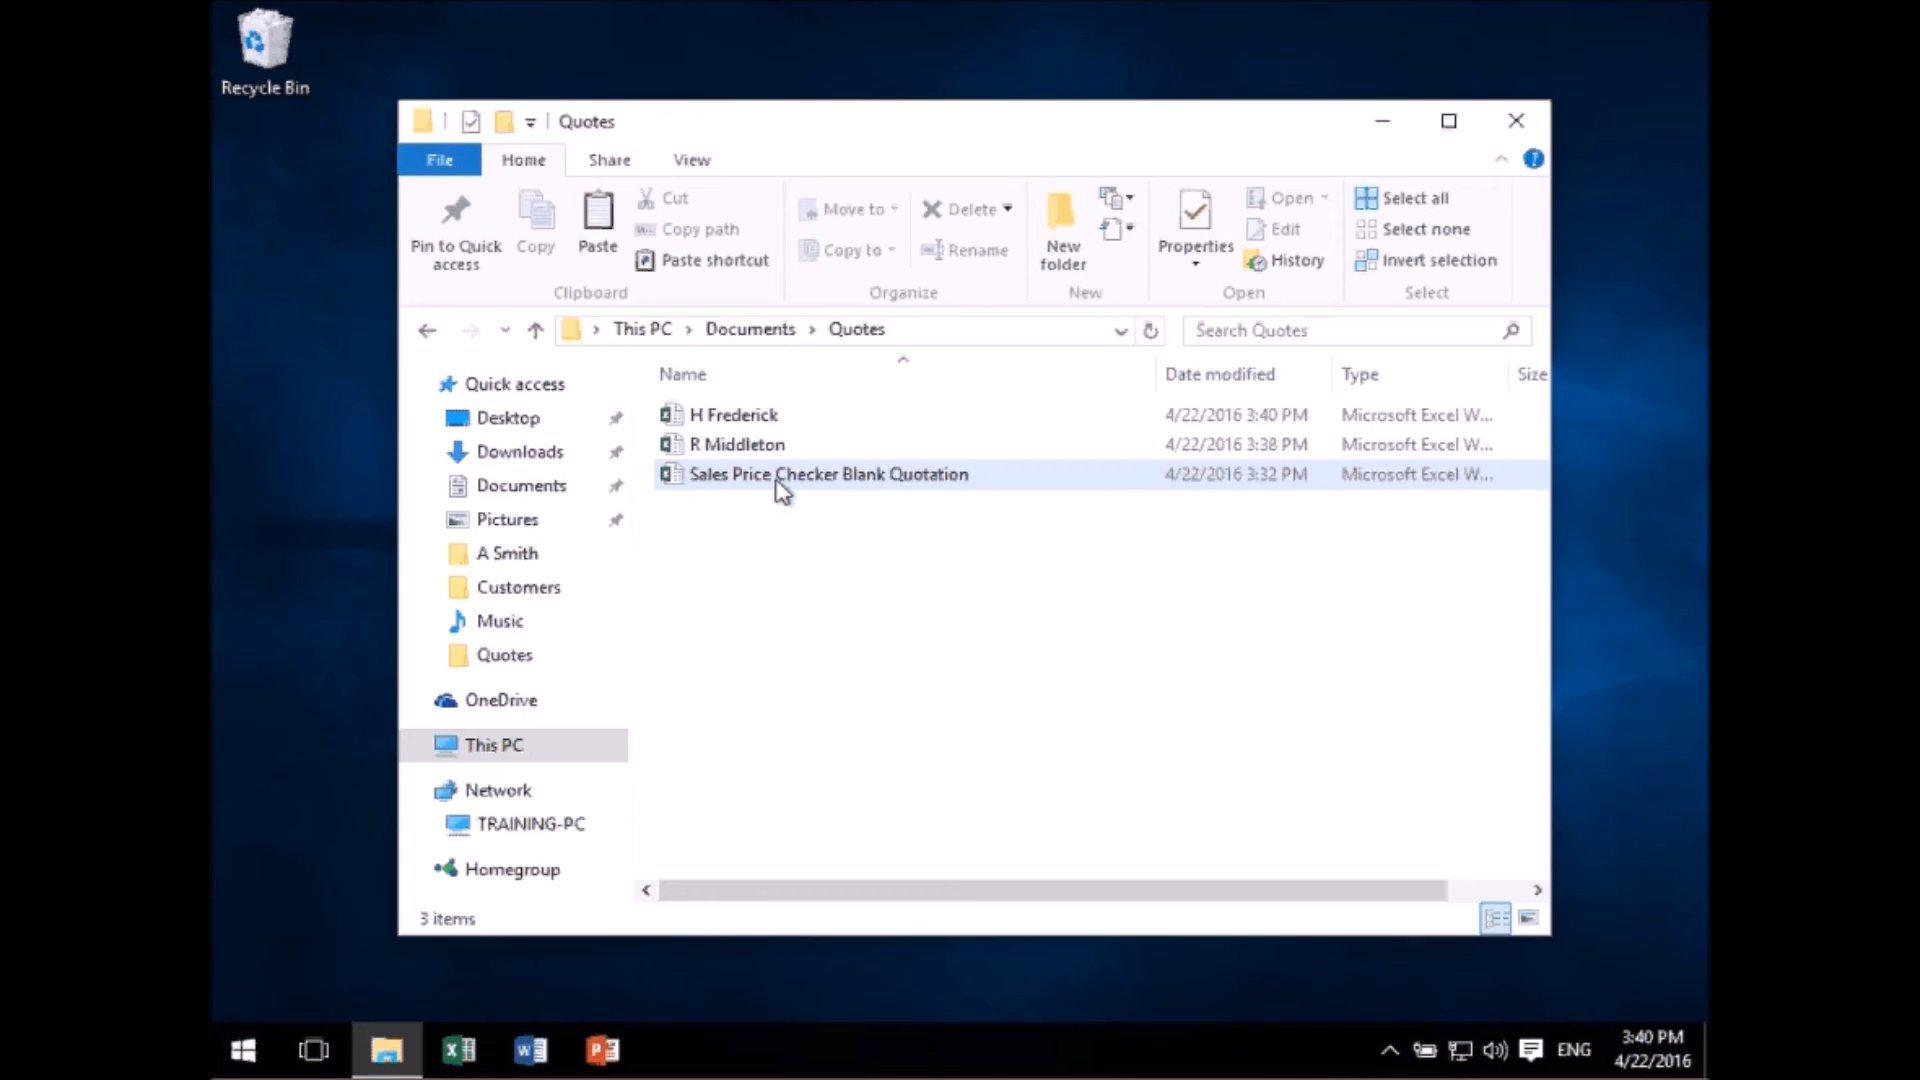 Recycle Bin
Quotes
File Home Share View
Pin to Quick access
Copy
Paste
Cut
Copy path
Paste shortcut
Clipboard
Move to
Copy to
Delete
Rename
Organize
New folder
New
Properties
Open
Edit
History
Open
Select all
Select none
Invert selection
Select
This PC > Documents > Quotes
Search Quotes
Name Date modified Type Size
H Frederick 4/22/2016 3:40 PM Microsoft Excel W...
R Middleton 4/22/2016 3:38 PM Microsoft Excel W...
Sales Price Checker Blank Quotation 4/22/2016 3:32 PM Microsoft Excel W...
Quick access
Desktop
Downloads
Documents
Pictures
A Smith
Customers
Music
Quotes
OneDrive
This PC
Network
TRAINING-PC
Homegroup
3 items
ENG
3:40 PM
4/22/2016